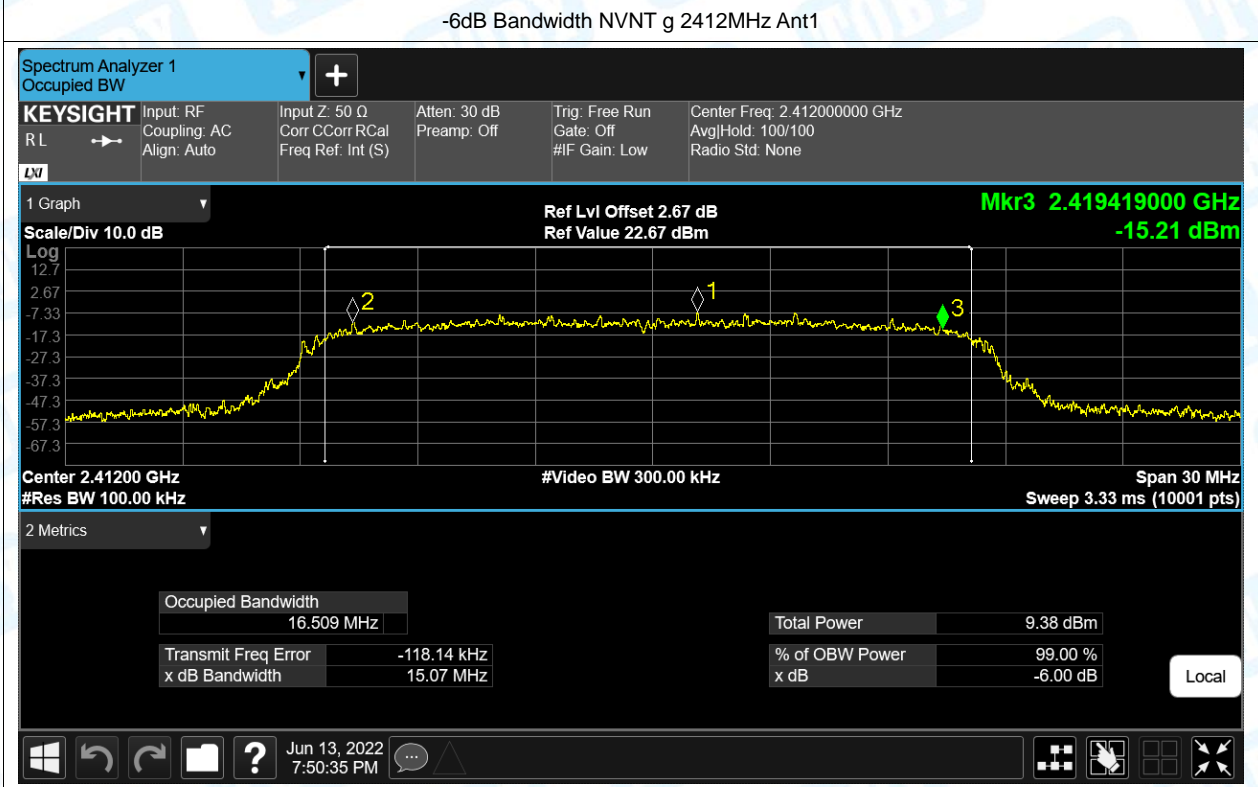 -6dB Bandwidth NVNT g 2412MHz Ant1
Spectrum Analyzer 1
Occupied BW
KEYSIGHT
R L
LXI
Input: RF
Coupling: AC
Align: Auto
Input Z: 50 Ω
Corr CCorr RCal
Freq Ref: Int (S)
Atten: 30 dB
Preamp: Off
Trig: Free Run
Gate: Off
#IF Gain: Low
Center Freq: 2.412000000 GHz
Avg|Hold: 100/100
Radio Std: None
1 Graph
Scale/Div 10.0 dB
Ref Lvl Offset 2.67 dB
Ref Value 22.67 dBm
Mkr3 2.419419000 GHz
-15.21 dBm
Log
12.7
2.67
-7.33
-17.3
-27.3
-37.3
-47.3
-57.3
-67.3
2
1
3
Center 2.41200 GHz
#Video BW 300.00 kHz
Span 30 MHz
#Res BW 100.00 kHz
Sweep 3.33 ms (10001 pts)
2 Metrics
Occupied Bandwidth
16.509 MHz
Total Power 9.38 dBm
Transmit Freq Error -118.14 kHz
% of OBW Power 99.00 %
x dB Bandwidth 15.07 MHz
x dB -6.00 dB
Local
?
Jun 13, 2022
7:50:35 PM